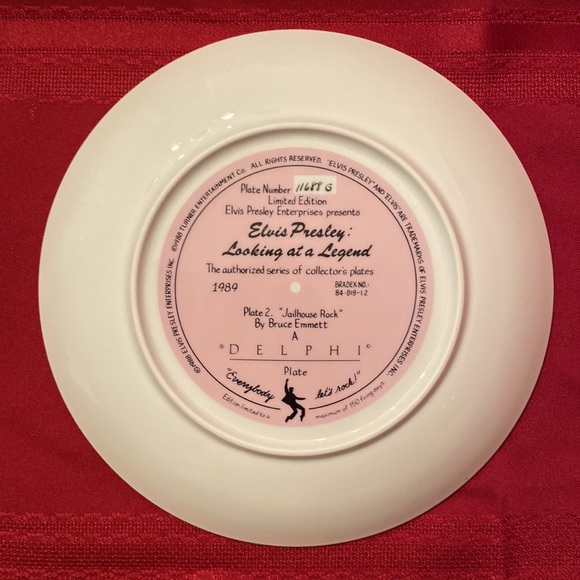 ©1988 ELVIS PRESLEY ENTERPRISES INC. ©1988 TURNER ENTERTAINMENT Co. ALL RIGHTS RESERVED. "ELVIS PRESLEY" AND 'ELVIS' ARE TRADEMARKS OF ELVIS PRESLEY ENTERPRISES INC.
Plate Number
Limited Edition
Elvis Presley Enterprises presents
Elvis Presley:
Looking at a Legend
The authorized series of collector's plates
1989 BRADEX NO.:
84-D19-1.2
Plate 2. "Jailhouse Rock"
By Bruce Emmett
A
©DELPHI©
Plate
"Everybody let's rock!"
Edition limited to a maximum of 150 firing days.